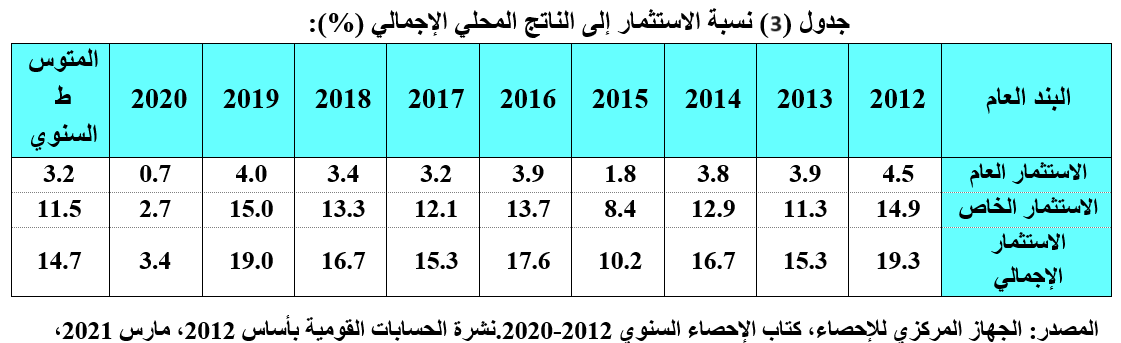 جدول (3) نسبة الاستثمار إلى الناتج المحلي الإجمالي (%):
البند العام 2012 2013 2014 2015 2016 2017 2018 2019 2020 المتوس
ط
السنوي
الاستثمار العام 4.5 3.9 3.8 1.8 3.9 3.2 3.4 4.0 0.7 3.2
الاستثمار الخاص 14.9 11.3 12.9 8.4 13.7 12.1 13.3 15.0 2.7 11.5
الاستثمار
الإجمالي 19.3 15.3 16.7 10.2 17.6 15.3 16.7 19.0 3.4 14.7
المصدر: الجهاز المركزي للإحصاء، كتاب الإحصاء السنوي 2012-2020.نشرة الحسابات القومية بأساس 2012، مارس 2021،